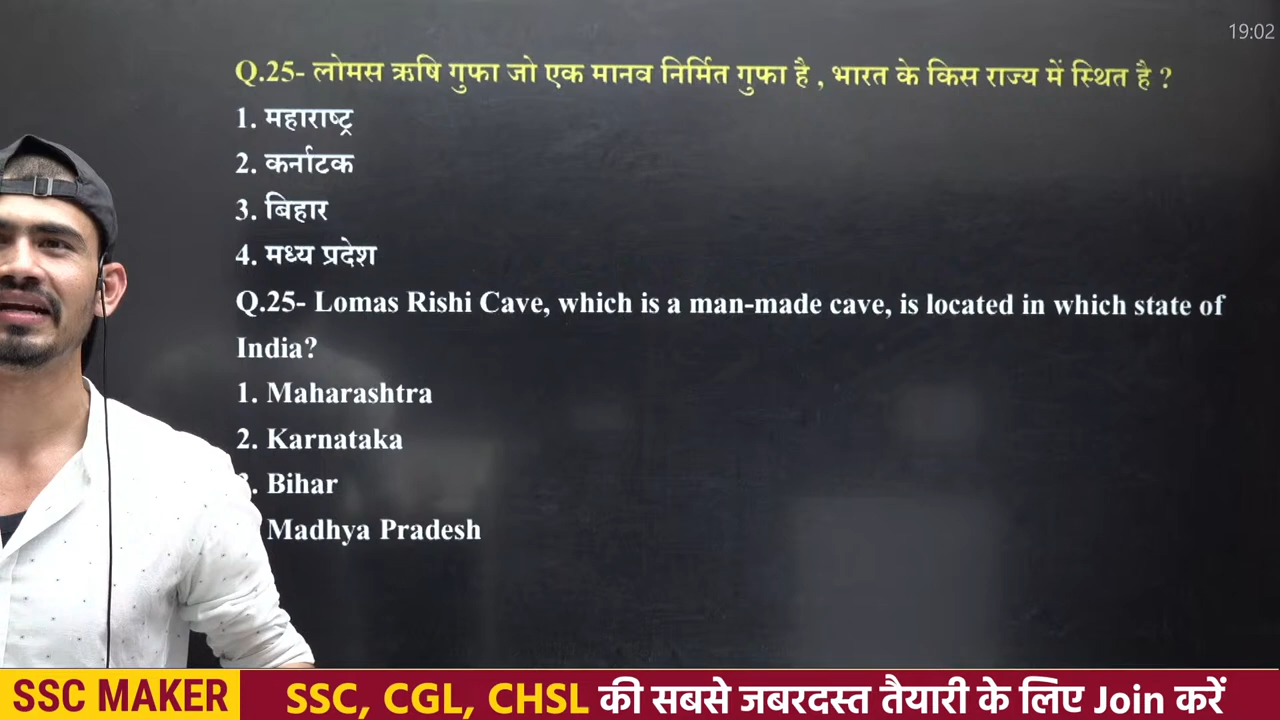 19:02
Q.25- लोमस ऋषि गुफा जो एक मानव निर्मित गुफा है , भारत के किस राज्य में स्थित है ?
1. महाराष्ट्र
2. कर्नाटक
3. बिहार
4. मध्य प्रदेश
Q.25- Lomas Rishi Cave, which is a man-made cave, is located in which state of
India?
1. Maharashtra
2. Karnataka
. Bihar
Madhya Pradesh
SSC MAKER
SSC, CGL, CHSL की सबसे जबरदस्त तैयारी के लिए Join करें